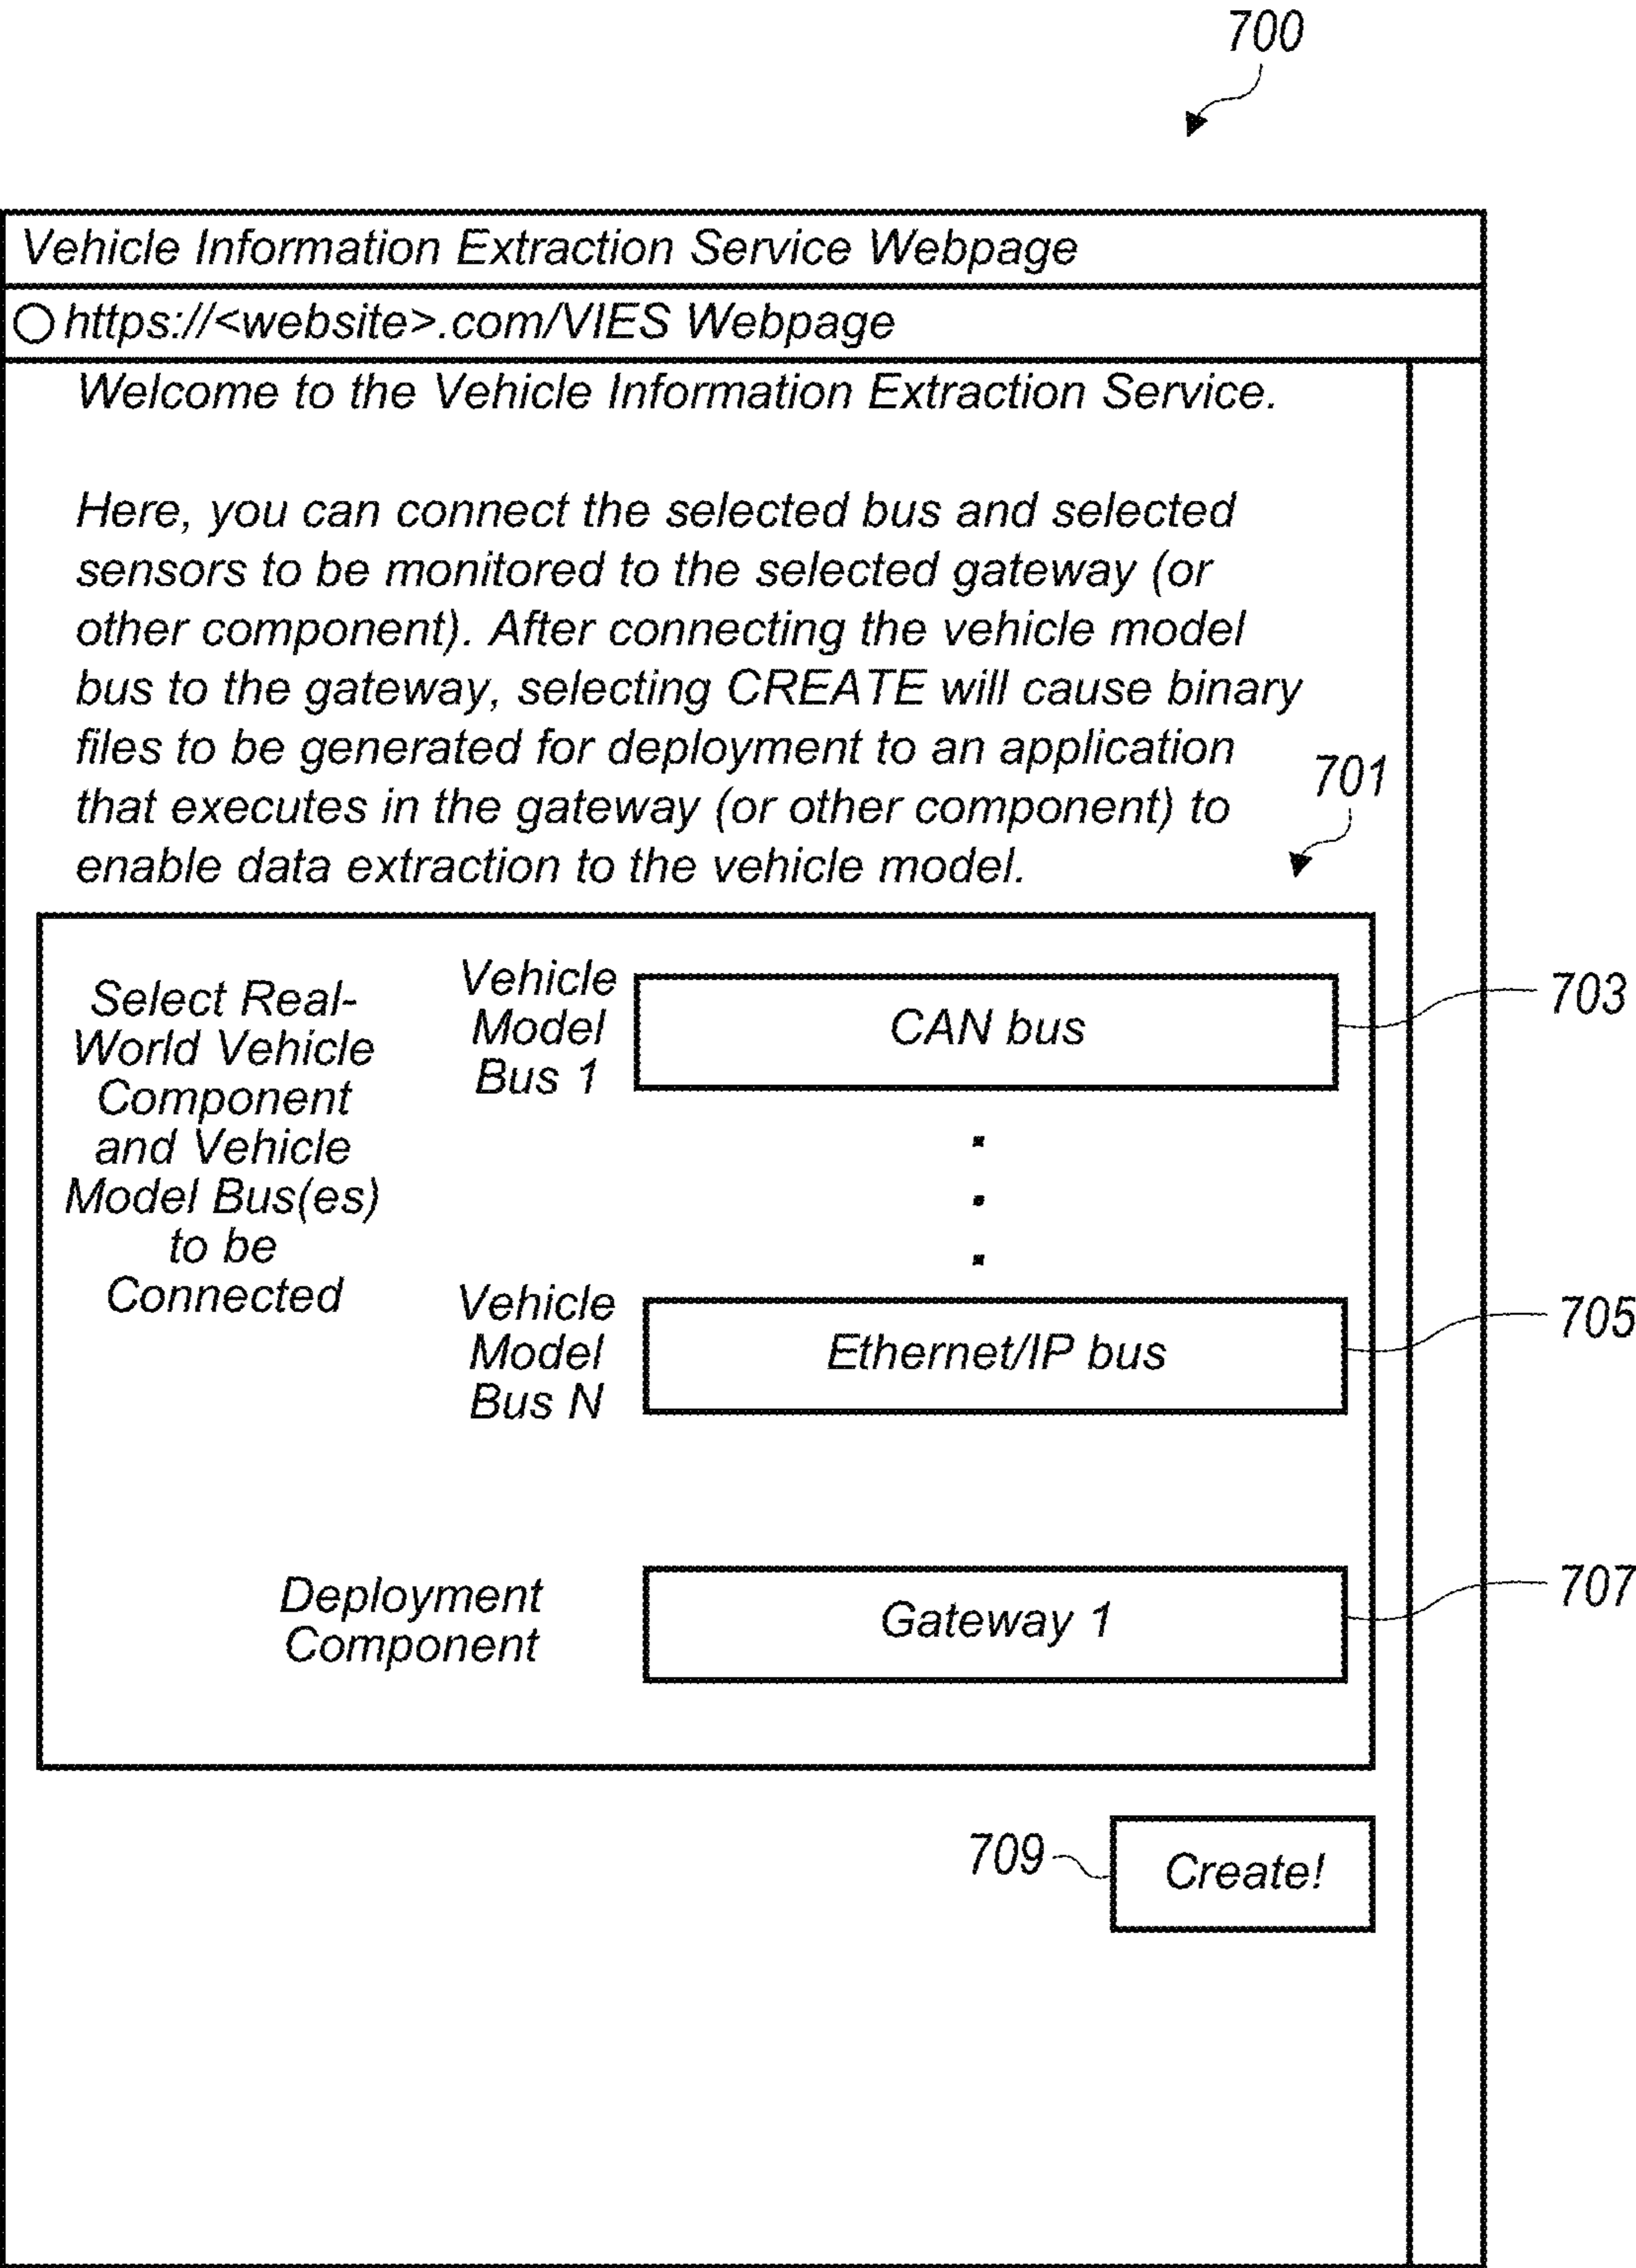 700
Vehicle Information Extraction Service Webpage
https://<website>.com/VIES Webpage
Welcome to the Vehicle Information Extraction Service.
Here, you can connect the selected bus and selected
sensors to be monitored to the selected gateway (or
other component). After connecting the vehicle model
bus to the gateway, selecting CREATE will cause binary
files to be generated for deployment to an application
that executes in the gateway (or other component) to
enable data extraction to the vehicle model.
701
Select Real-
World Vehicle
Component
and Vehicle
Model Bus(es)
to be
Connected
Vehicle
Model
Bus 1
CAN bus
703
Vehicle
Model
Bus N
Ethernet/IP bus
705
Deployment
Component
Gateway 1
707
709
Create!